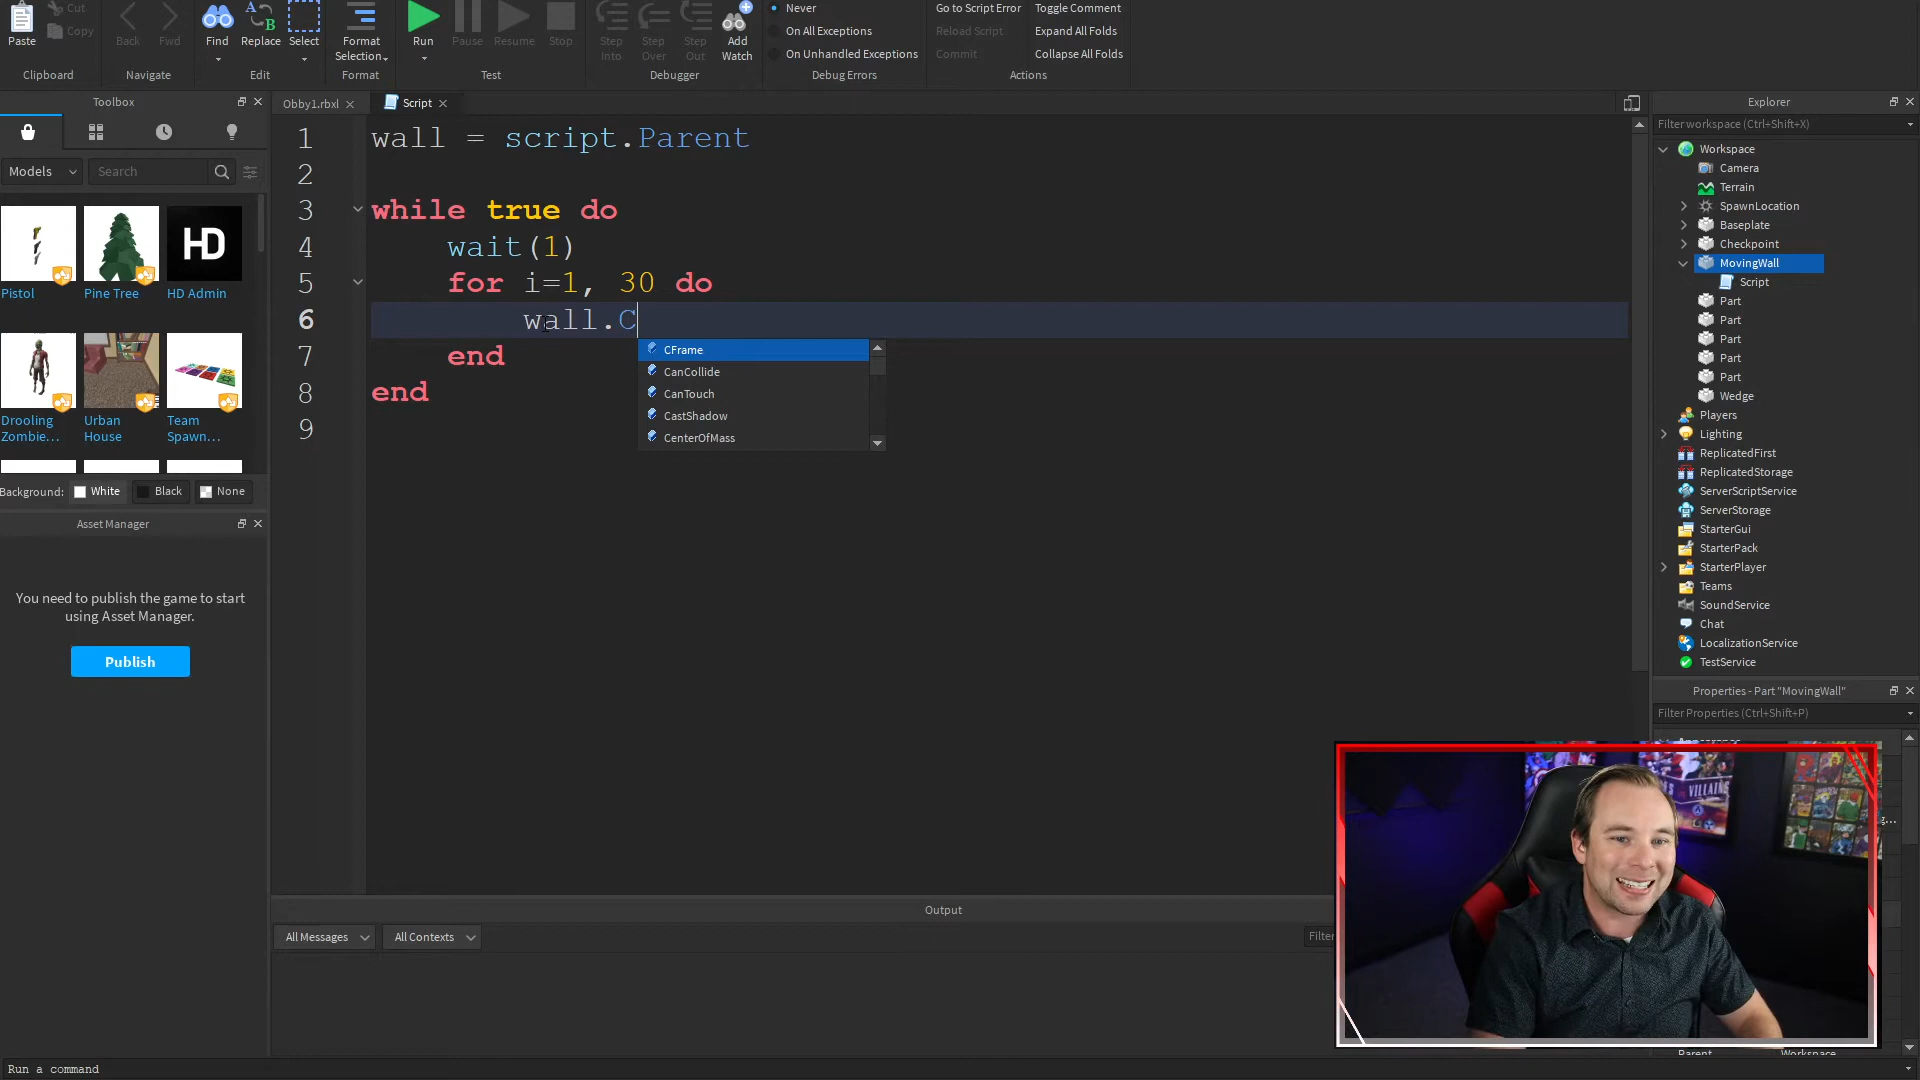 Paste
Cut
Copy
Clipboard
Back
Fwd
Navigate
Find
Replace
Select
Edit
Format
Selection
Format
Run
Pause
Resume
Stop
Test
Step
Into
Step
Over
Step
Out
Add
Watch
Debugger
Never
On All Exceptions
On Unhandled Exceptions
Debug Errors
Go to Script Error
Reload Script
Commit
Toggle Comment
Expand All Folds
Collapse All Folds
Actions
Toolbox
Models
Search
HD
Pistol
Pine Tree
HD Admin
Drooling
Zombie...
Urban
House
Team
Spawn...
Background:
White
Black
None
Asset Manager
You need to publish the game to start
using Asset Manager.
Publish
Obby1.rbxl
Script
1 wall = script.Parent
2
3 while true do
4 wait(1)
5 for i=1, 30 do
6 wall.C
7 end
8 end
9
CFrame
CanCollide
CanTouch
CastShadow
CenterOfMass
Output
All Messages
All Contexts
Filter
Explorer
Filter workspace (Ctrl+Shift+X)
Workspace
Camera
Terrain
SpawnLocation
Baseplate
Checkpoint
MovingWall
Script
Part
Part
Part
Part
Part
Wedge
Players
Lighting
ReplicatedFirst
ReplicatedStorage
ServerScriptService
ServerStorage
StarterGui
StarterPack
StarterPlayer
Teams
SoundService
Chat
LocalizationService
TestService
Properties - Part "MovingWall"
Filter Properties (Ctrl+Shift+P)
VILLAINS
Parent
Workspace
Run a command